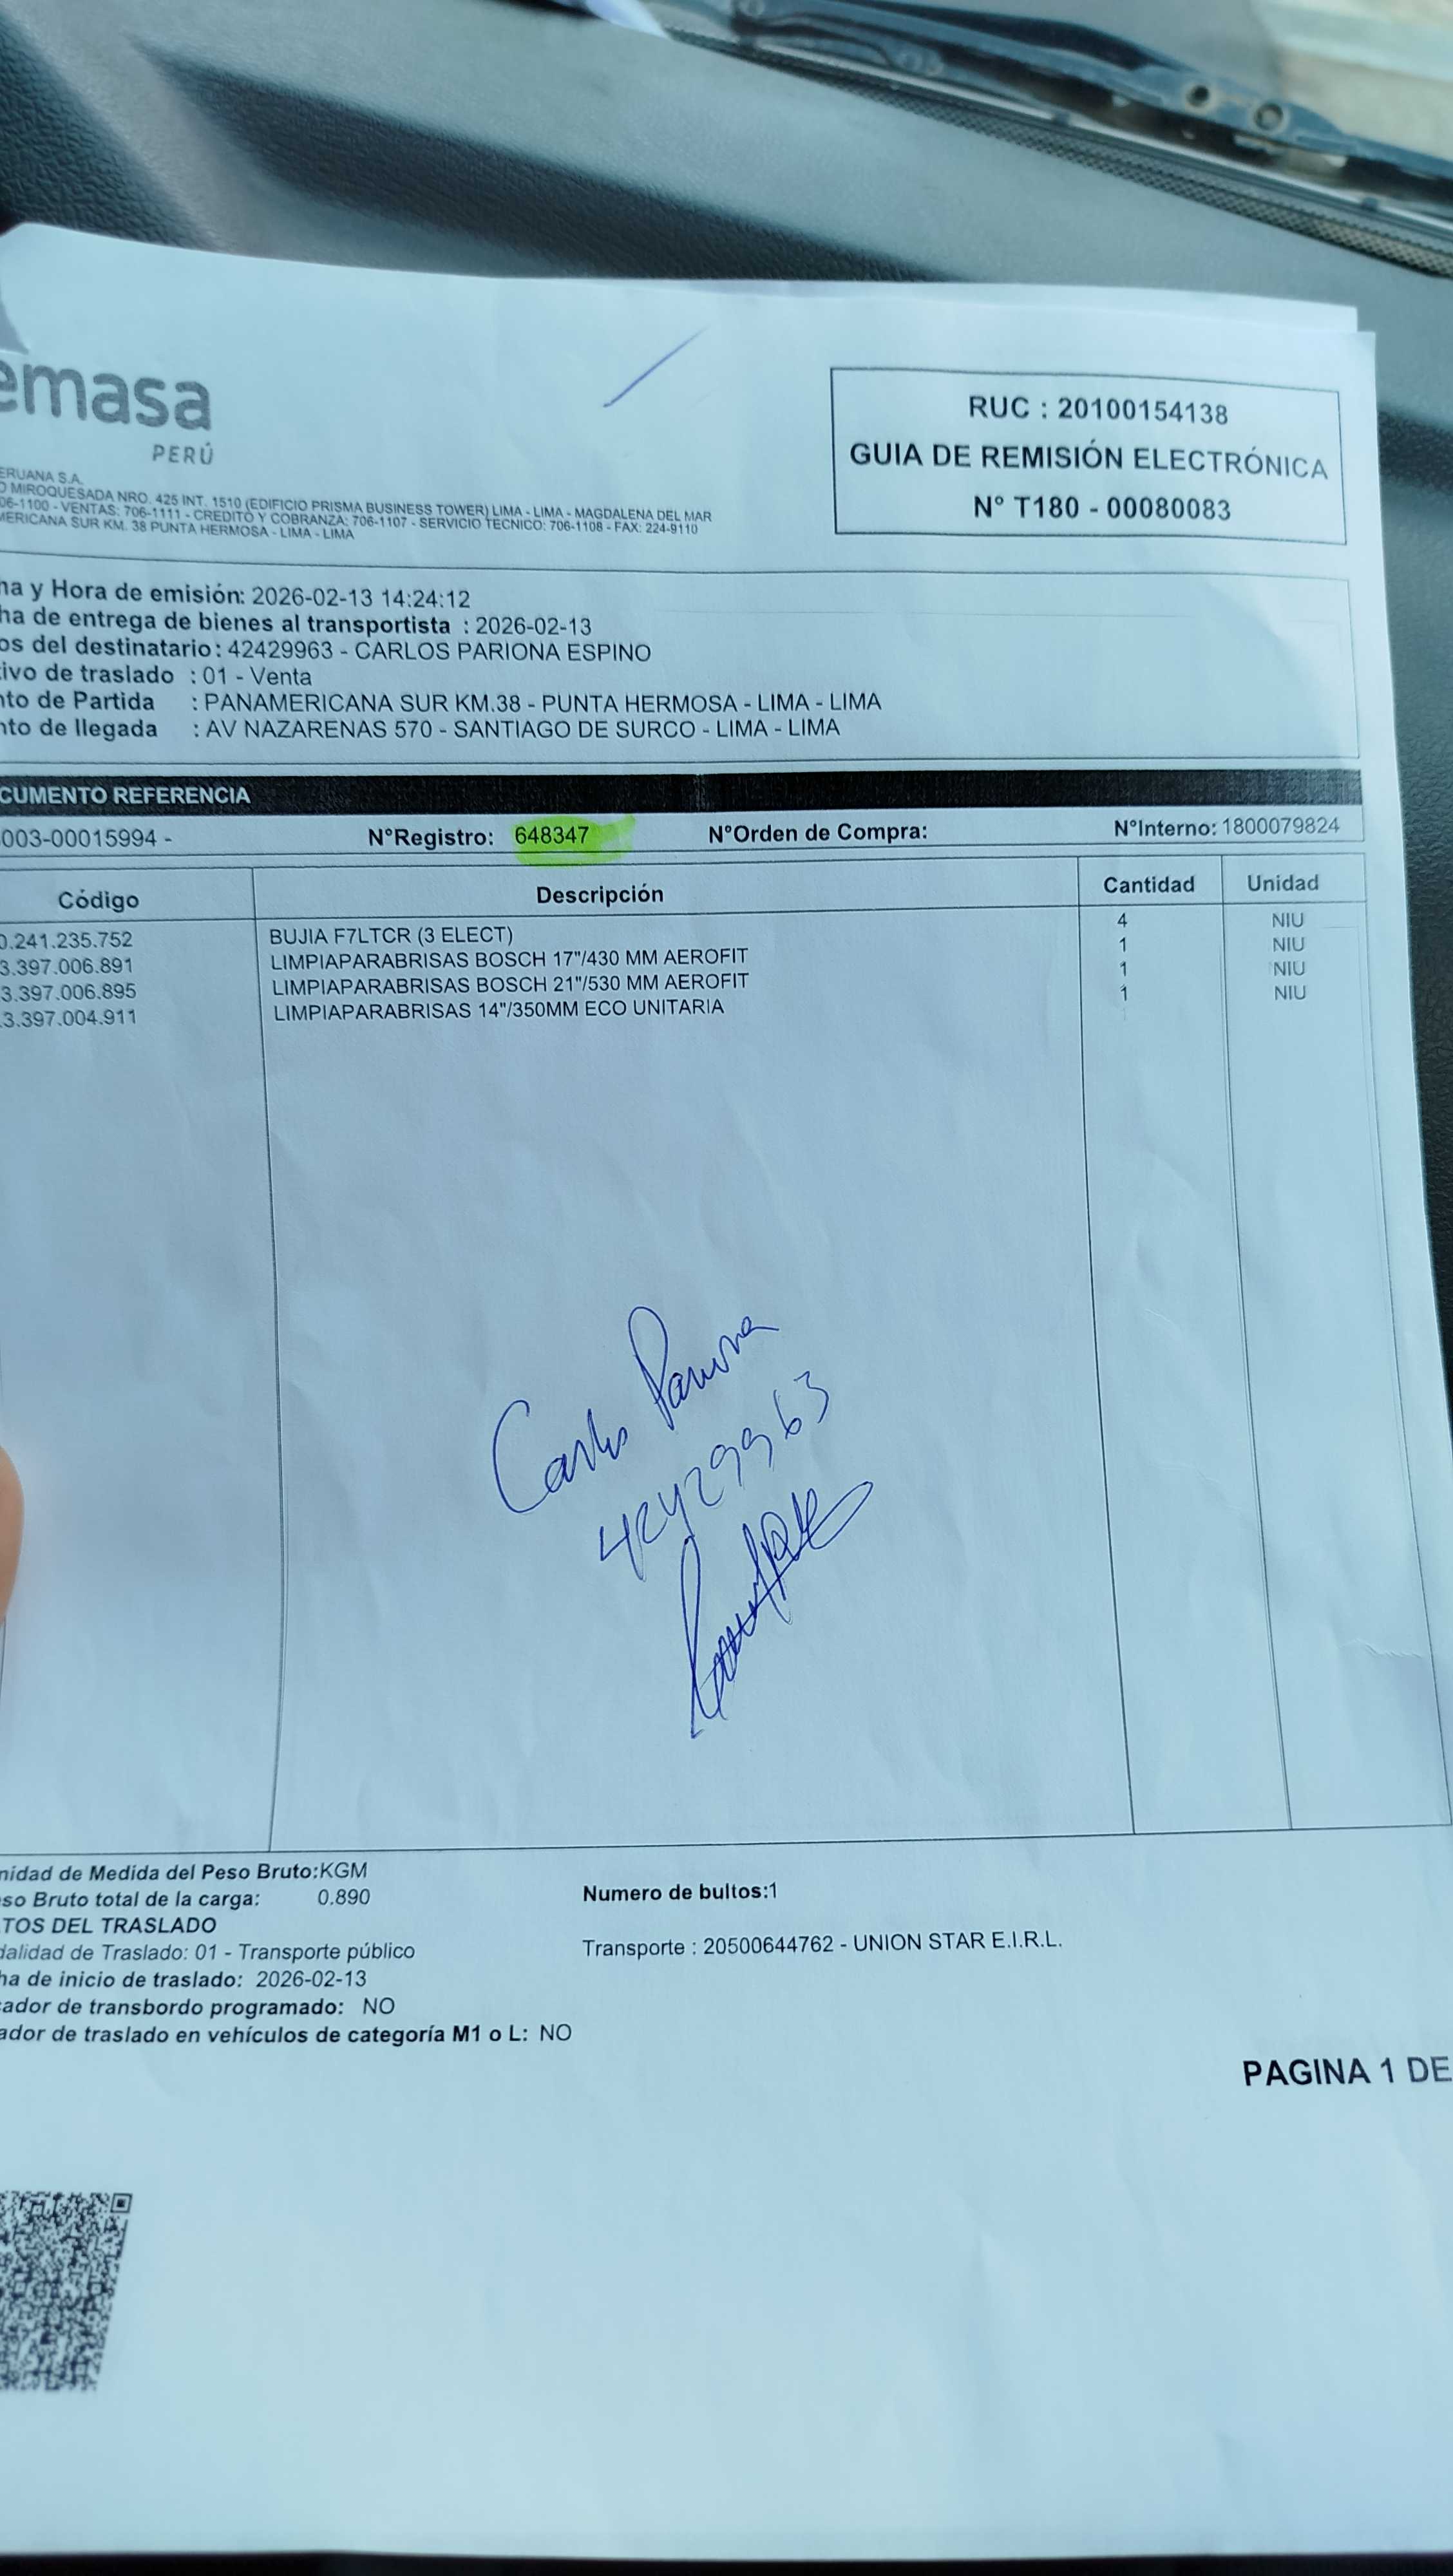 emasa
PERÚ
ERUANA S.A.
O MIROQUESADA NRO. 425 INT. 1510 (EDIFICIO PRISMA BUSINESS TOWER) LIMA - LIMA - MAGDALENA DEL MAR
06-1100 - VENTAS: 706-1111 - CREDITO Y COBRANZA: 706-1107 - SERVICIO TECNICO: 706-1108 - FAX: 224-9110
MERICANA SUR KM. 38 PUNTA HERMOSA - LIMA - LIMA
RUC : 20100154138
GUIA DE REMISIÓN ELECTRÓNICA
N° T180 - 00080083
ha y Hora de emisión: 2026-02-13 14:24:12
ha de entrega de bienes al transportista : 2026-02-13
os del destinatario : 42429963 - CARLOS PARIONA ESPINO
tivo de traslado : 01 - Venta
nto de Partida : PANAMERICANA SUR KM.38 - PUNTA HERMOSA - LIMA - LIMA
nto de llegada : AV NAZARENAS 570 - SANTIAGO DE SURCO - LIMA - LIMA
CUMENTO REFERENCIA
003-00015994 - N°Registro: 648347 N°Orden de Compra: N°Interno: 1800079824
Código Descripción Cantidad Unidad
0.241.235.752 BUJIA F7LTCR (3 ELECT) 4 NIU
3.397.006.891 LIMPIAPARABRISAS BOSCH 17"/430 MM AEROFIT 1 NIU
3.397.006.895 LIMPIAPARABRISAS BOSCH 21"/530 MM AEROFIT 1 NIU
3.397.004.911 LIMPIAPARABRISAS 14"/350MM ECO UNITARIA 1 NIU
Carlos Pariona
42429963
nidad de Medida del Peso Bruto:KGM
so Bruto total de la carga: 0.890
Numero de bultos:1
TOS DEL TRASLADO
dalidad de Traslado: 01 - Transporte público
Transporte : 20500644762 - UNION STAR E.I.R.L.
ha de inicio de traslado: 2026-02-13
ador de transbordo programado: NO
ador de traslado en vehículos de categoría M1 o L: NO
PAGINA 1 DE